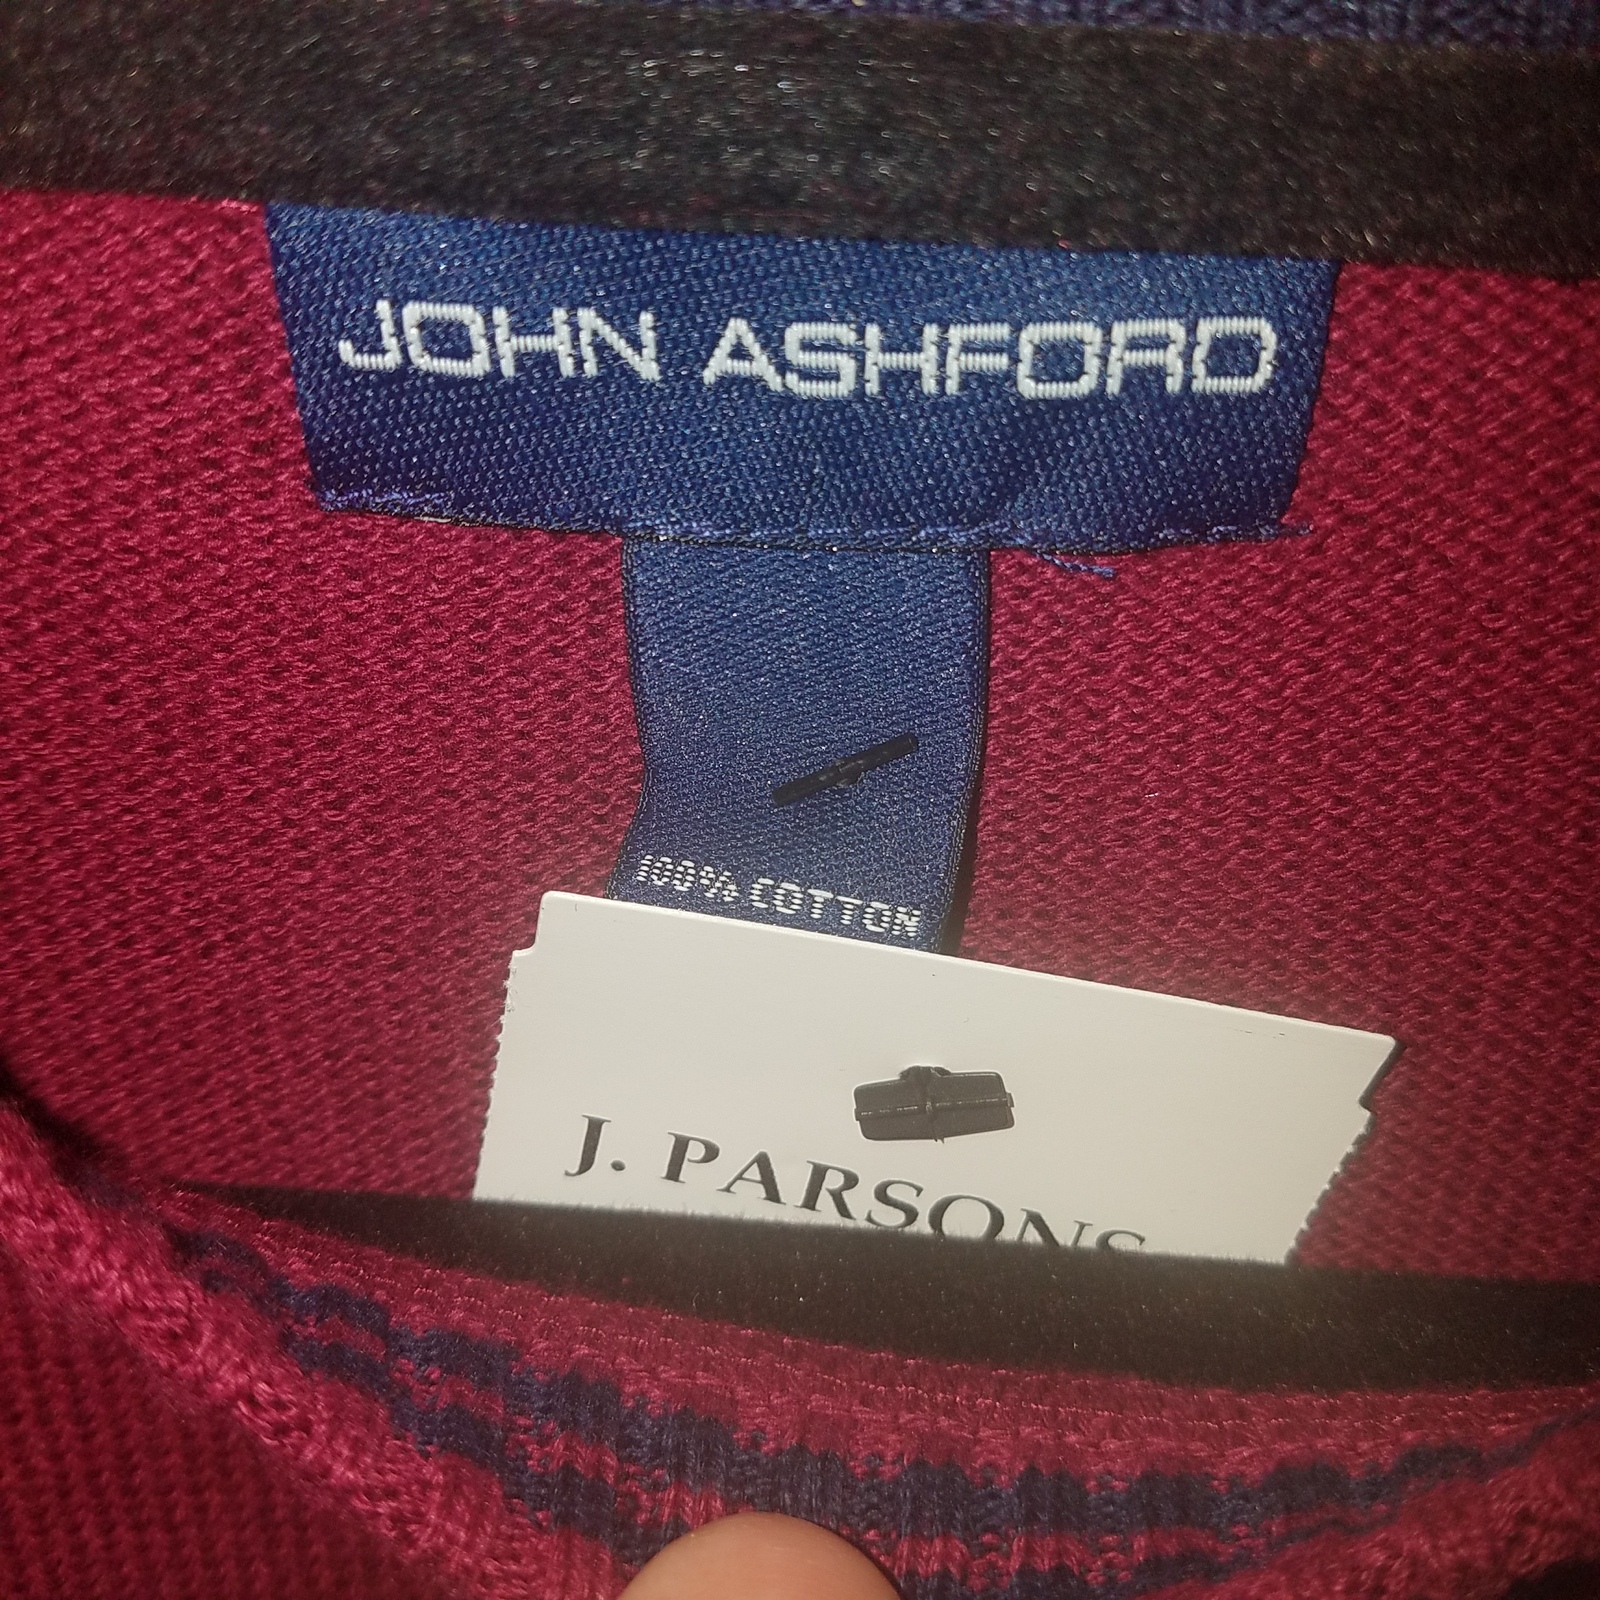 JOHN ASHFORD
100% COTTON
J. PARSONS